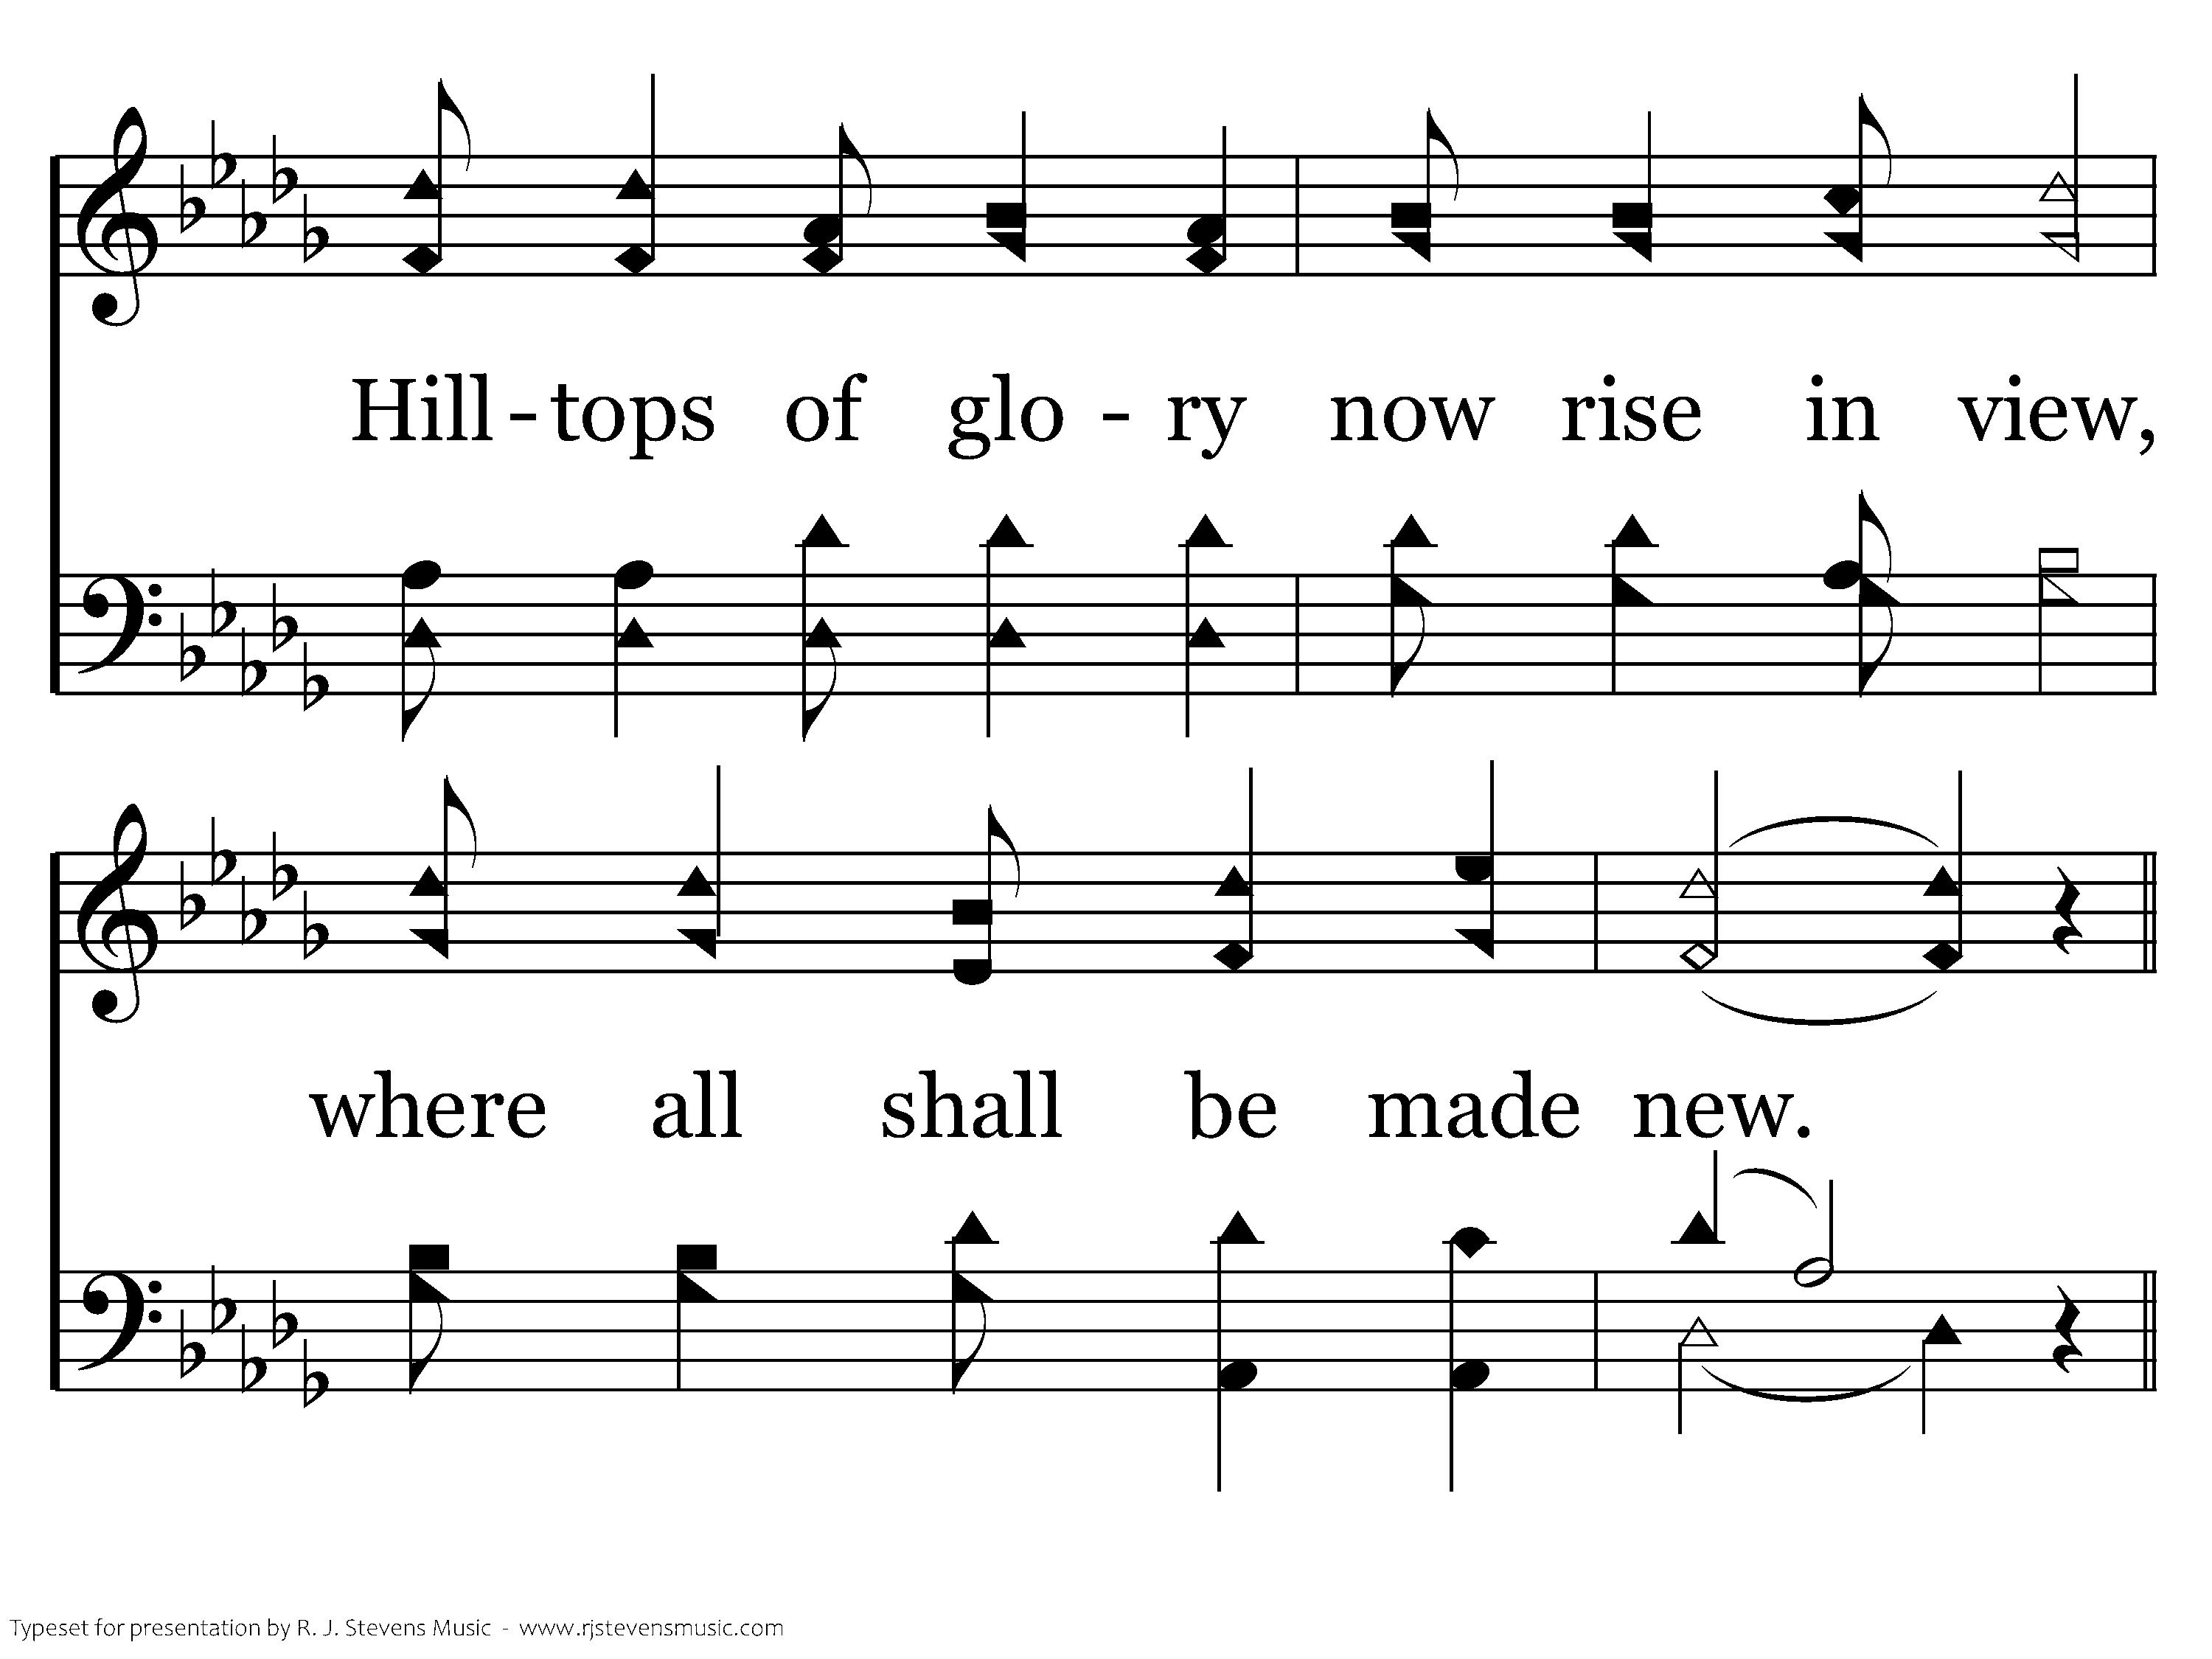 Hill - tops of glo - ry now rise in view,
where all shall be made new.
Typeset for presentation by R. J. Stevens Music - www.rjstevensmusic.com